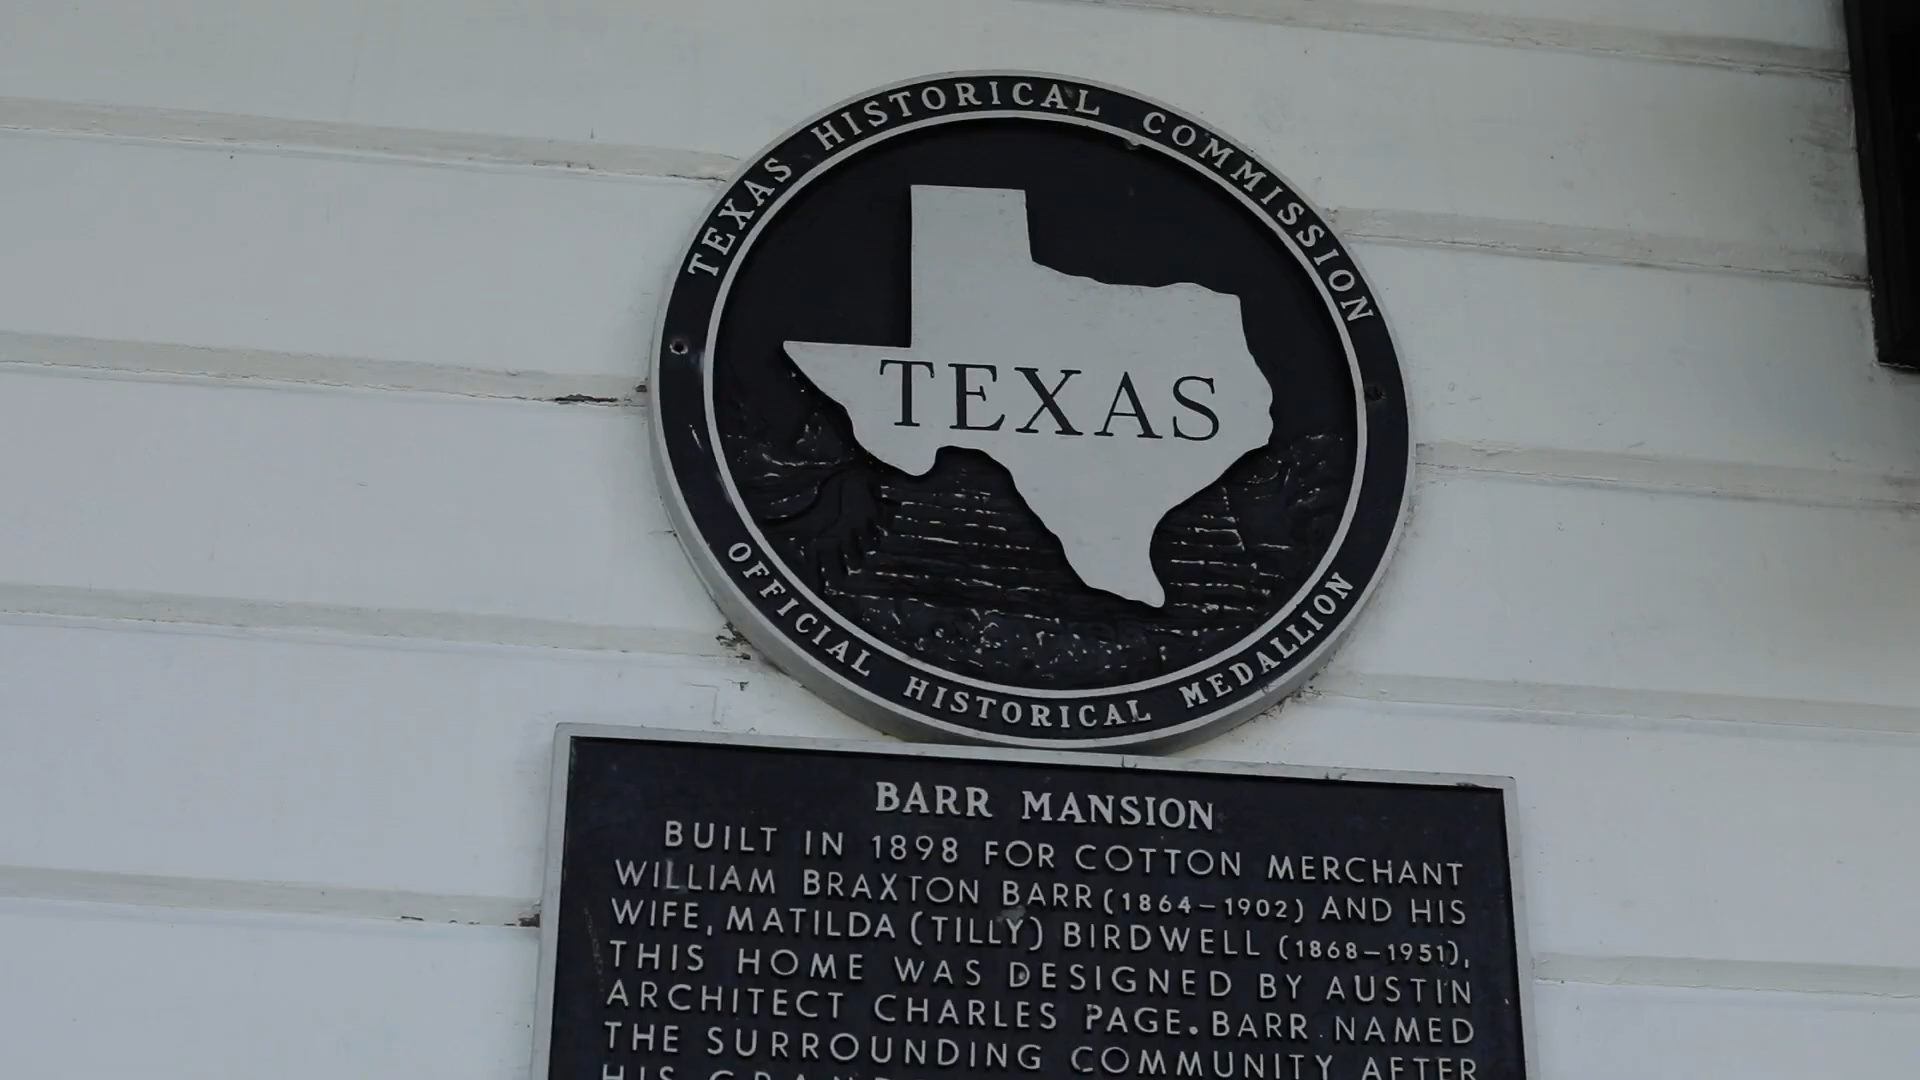 TEXAS HISTORICAL COMMISSION
TEXAS
OFFICIAL HISTORICAL MEDALLION
BARR MANSION
BUILT IN 1898 FOR COTTON MERCHANT
WILLIAM BRAXTON BARR (1864–1902) AND HIS
WIFE, MATILDA (TILLY) BIRDWELL (1868–1951),
THIS HOME WAS DESIGNED BY AUSTIN
ARCHITECT CHARLES PAGE. BARR NAMED
THE SURROUNDING COMMUNITY AFTER
HIS